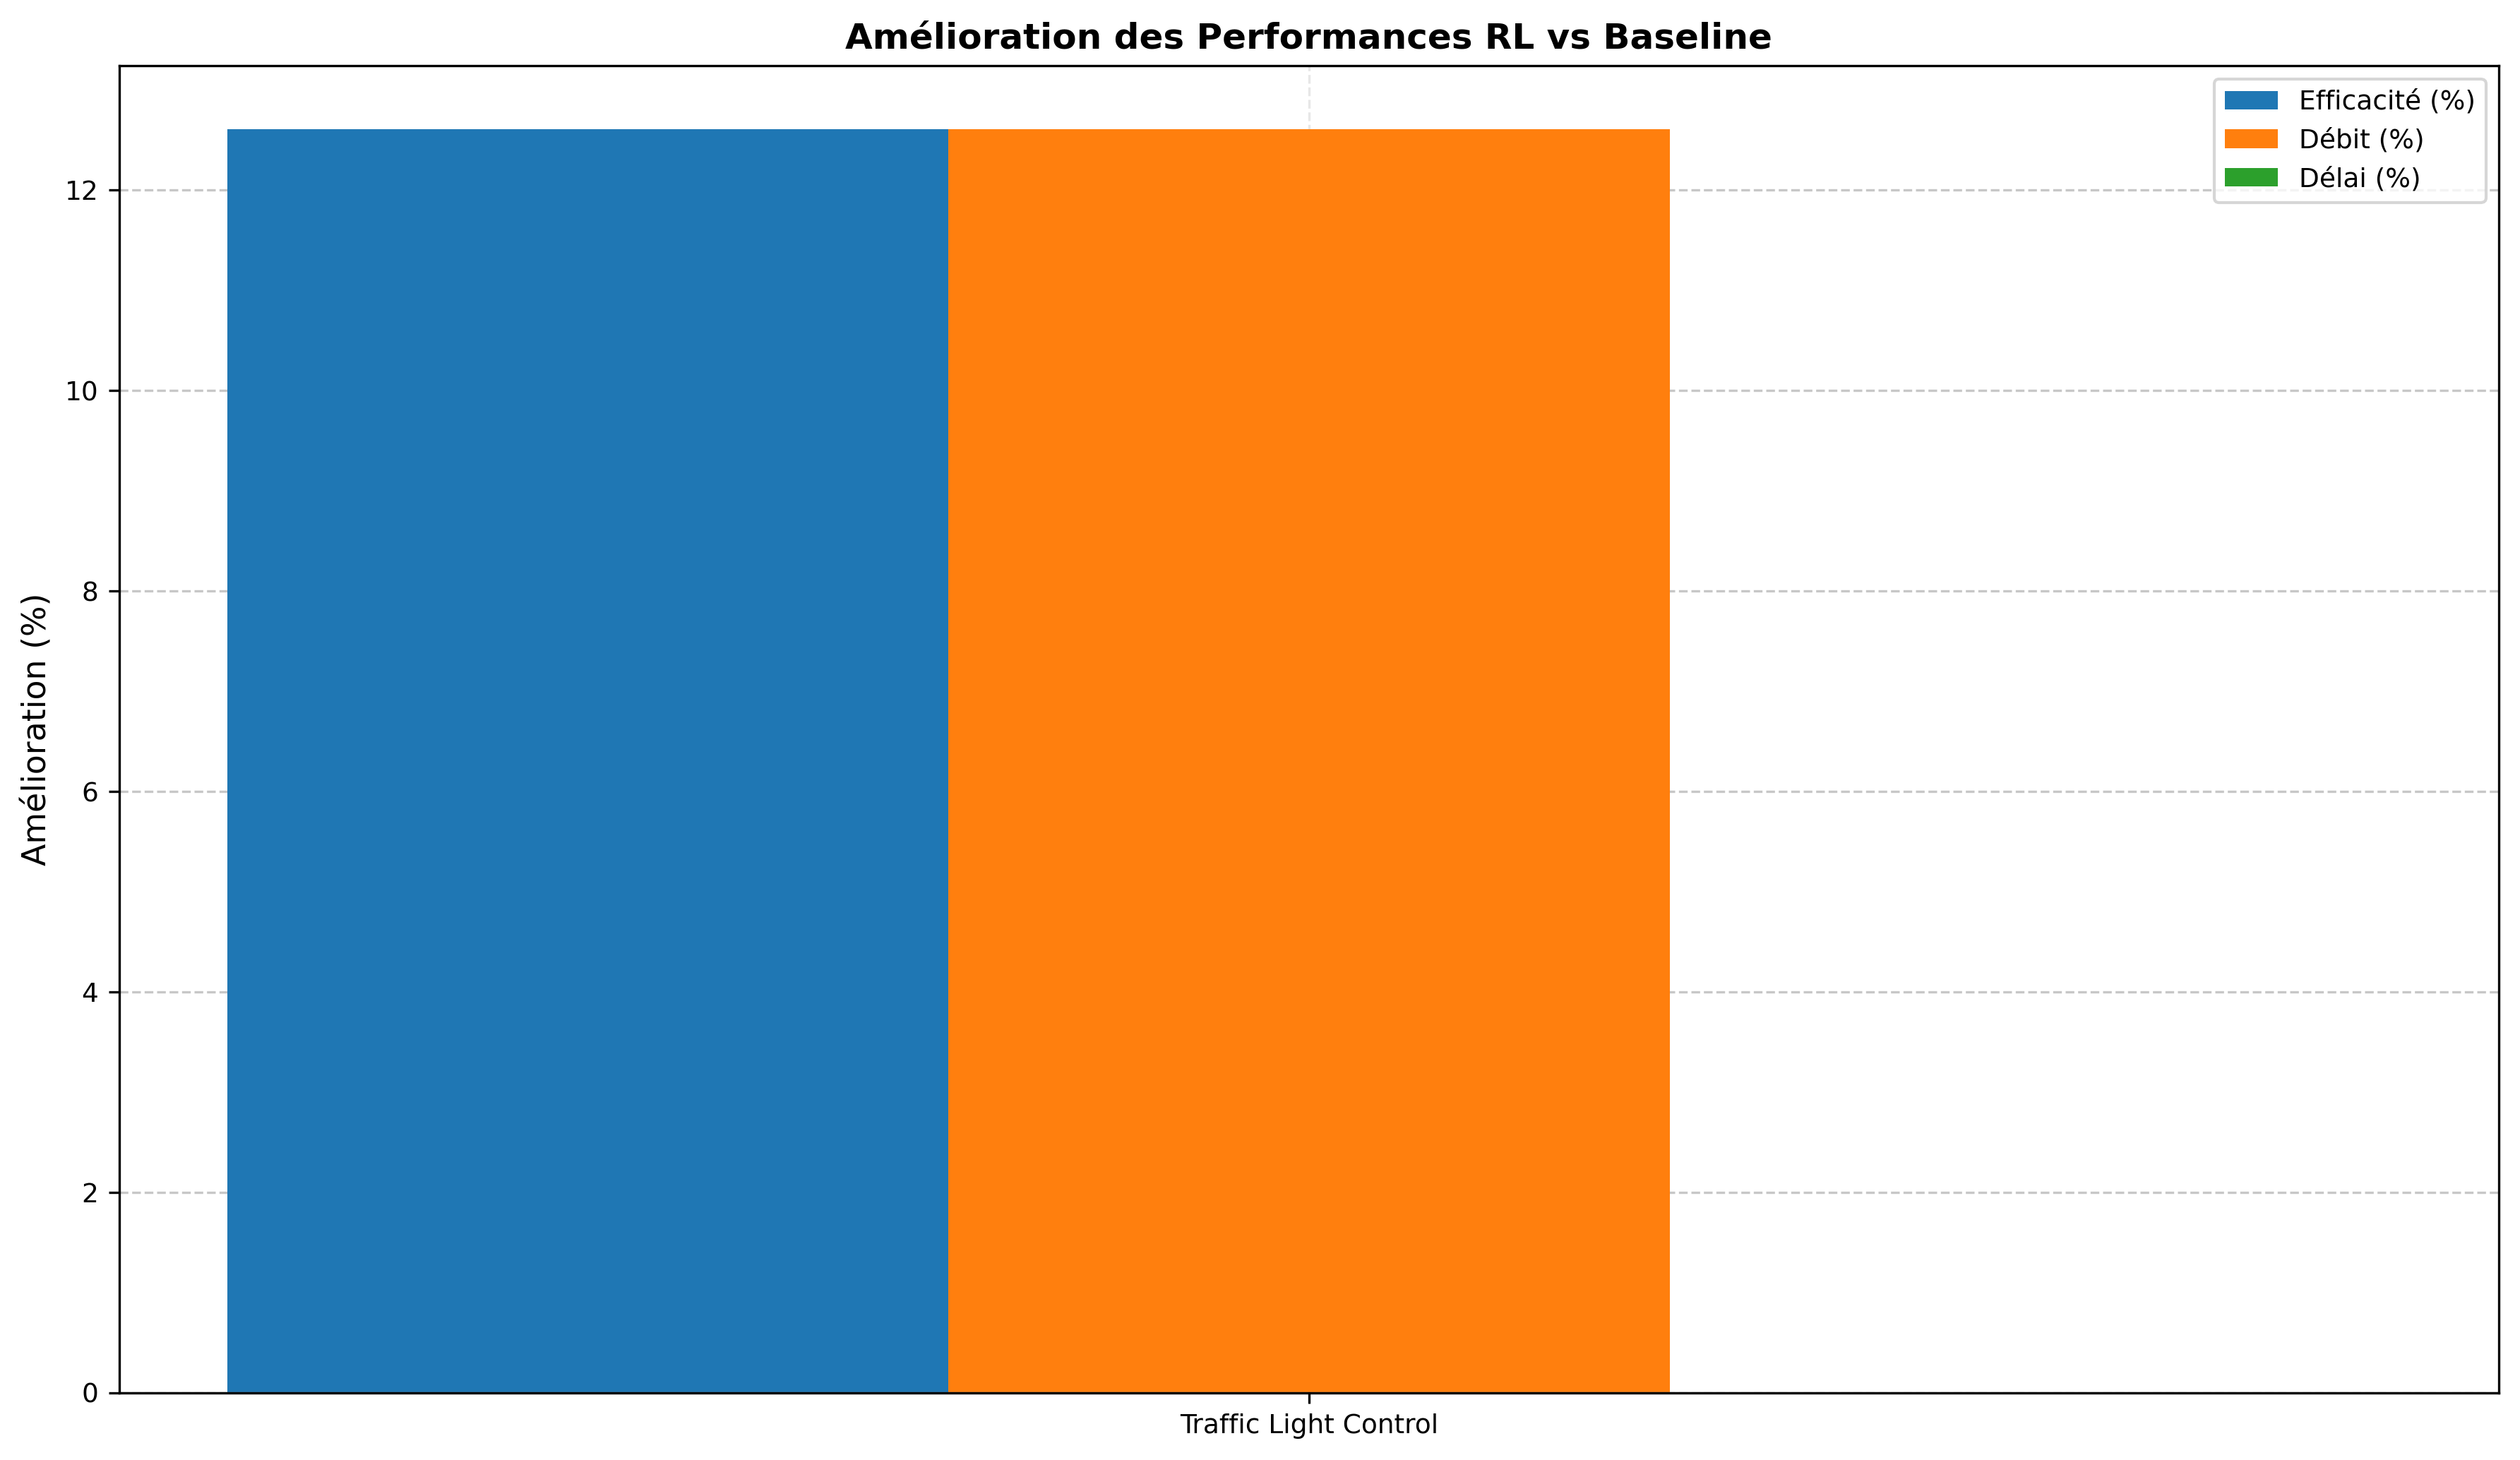 Amélioration des Performances RL vs Baseline
Efficacité (%)
Débit (%)
Délai (%)
Amélioration (%)
12
10
8
6
4
2
0
Traffic Light Control